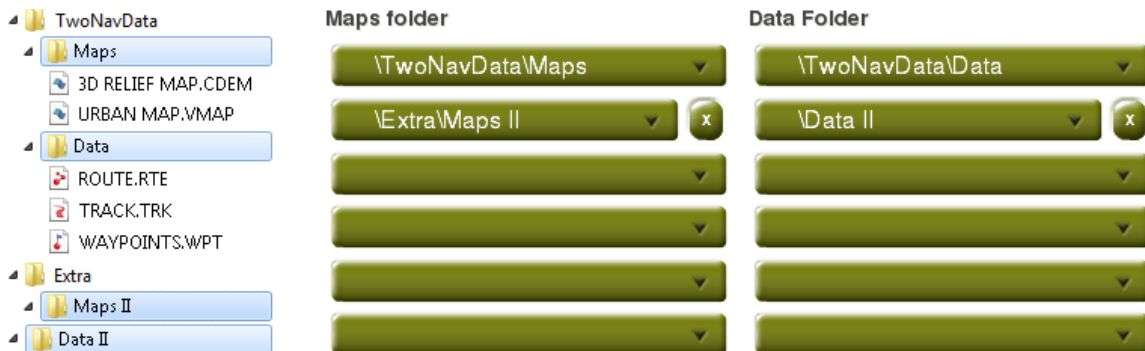 TwoNavData
Maps
3D RELIEF MAP.CDEM
URBAN MAP.VMAP
Data
ROUTE.RTE
TRACK.TRK
WAYPOINTS.WPT
Extra
Maps II
Data II
Maps folder
\TwoNavData\Maps
\Extra\Maps II
x
Data Folder
\TwoNavData\Data
\Data II
x